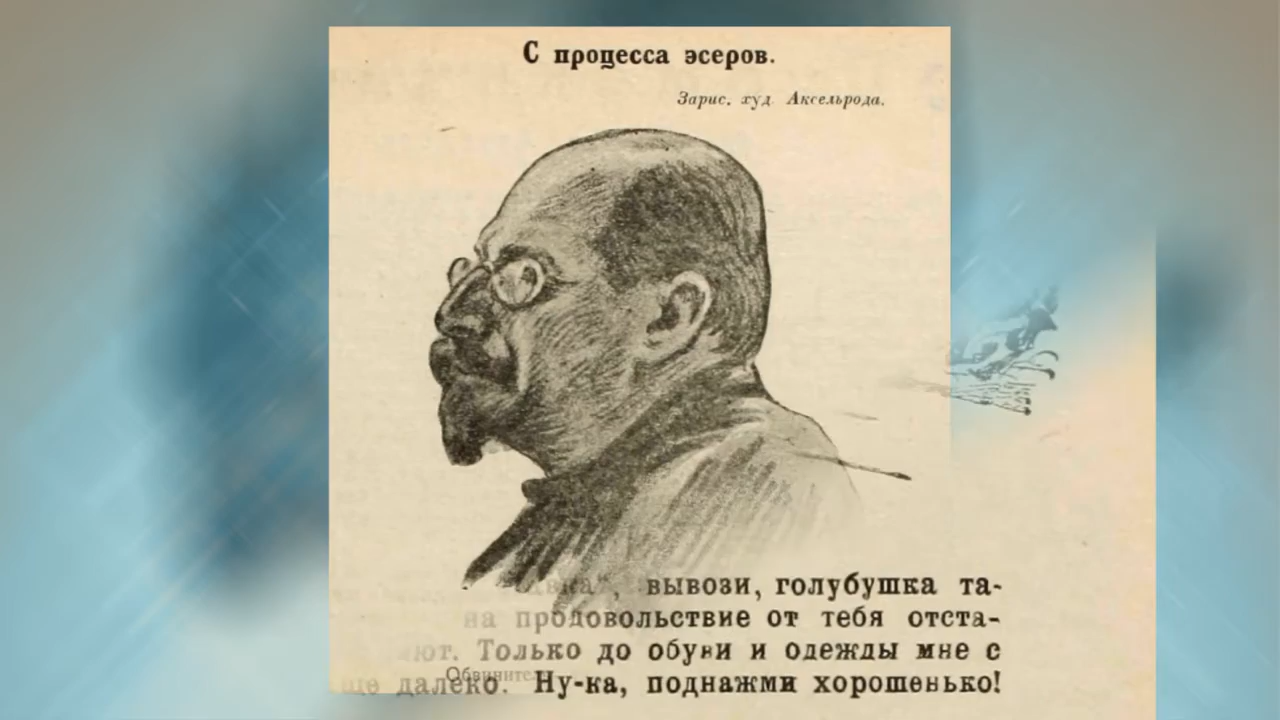 С процесса эсеров.
Зарис. худ. Аксельрода.
вывози, голубушка та-
на продовольствие от тебя отста-
ют. Только до обуви и одежды мне с
далеко. Ну-ка, поднажми хорошенько!